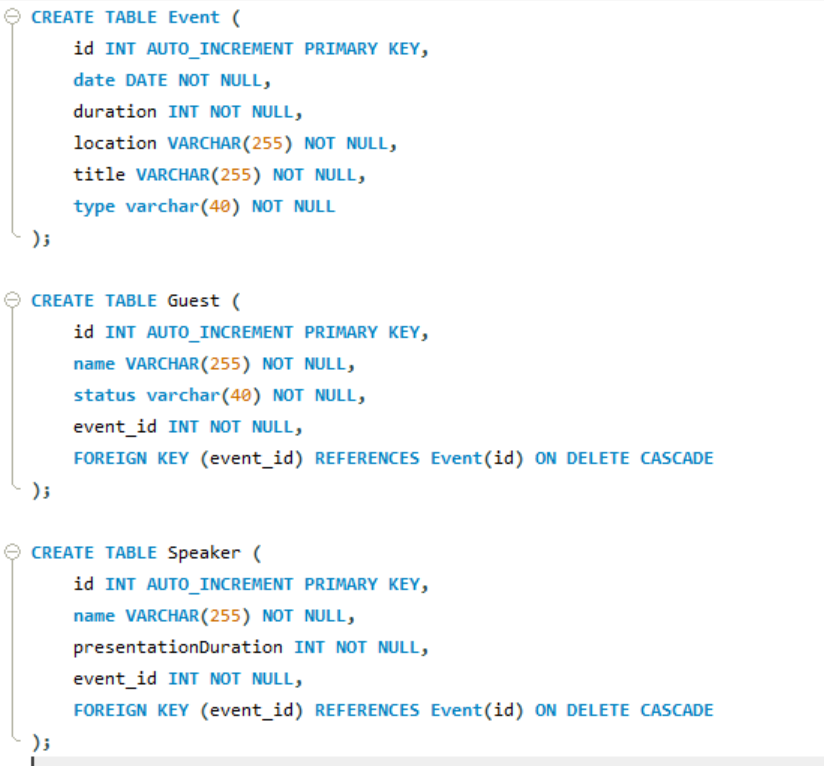 CREATE TABLE Event (
    id INT AUTO_INCREMENT PRIMARY KEY,
    date DATE NOT NULL,
    duration INT NOT NULL,
    location VARCHAR(255) NOT NULL,
    title VARCHAR(255) NOT NULL,
    type varchar(40) NOT NULL
);
CREATE TABLE Guest (
    id INT AUTO_INCREMENT PRIMARY KEY,
    name VARCHAR(255) NOT NULL,
    status varchar(40) NOT NULL,
    event_id INT NOT NULL,
    FOREIGN KEY (event_id) REFERENCES Event(id) ON DELETE CASCADE
);
CREATE TABLE Speaker (
    id INT AUTO_INCREMENT PRIMARY KEY,
    name VARCHAR(255) NOT NULL,
    presentationDuration INT NOT NULL,
    event_id INT NOT NULL,
    FOREIGN KEY (event_id) REFERENCES Event(id) ON DELETE CASCADE
);